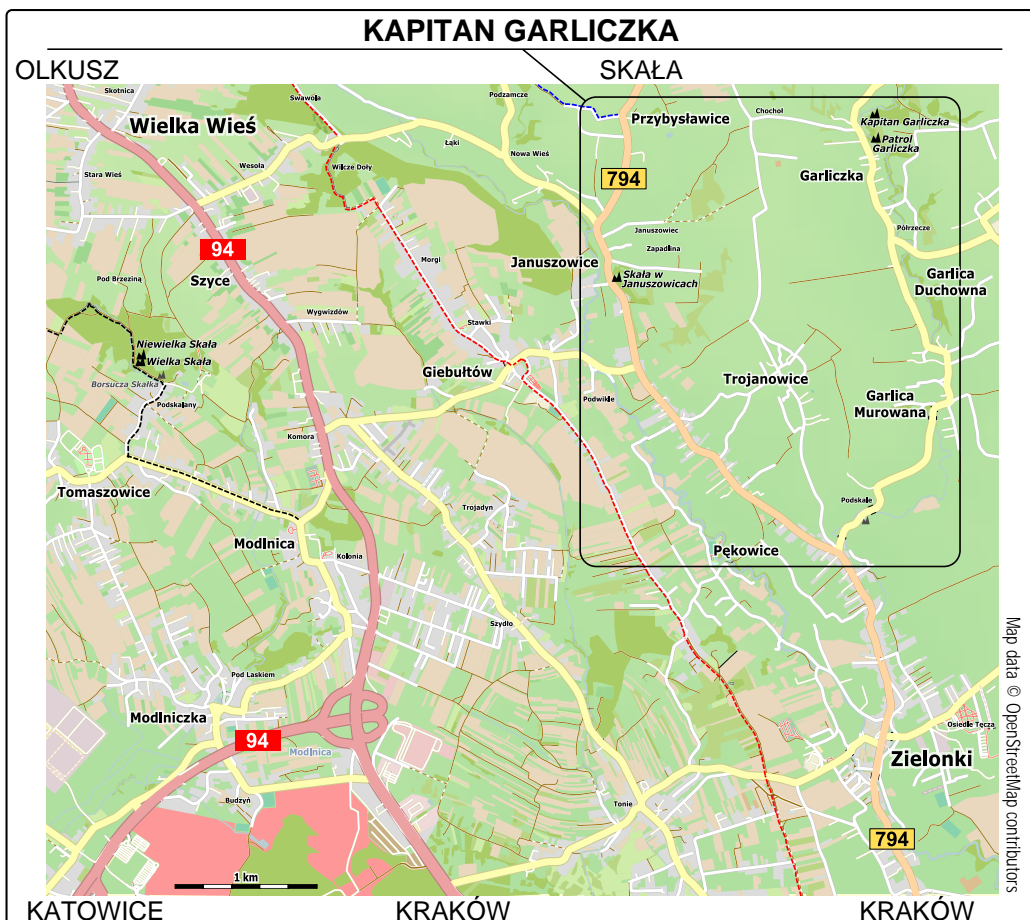 KAPITAN GARLICZKA
OLKUSZ
SKAŁA
Skotnica
Swawola
Podzamcze
Chochoł
Wielka Wieś
Przybysławice
Kapitan Garliczka
Patrol
Garliczka
Łąki
Nowa Wieś
Wesoła
Wilcze Doły
Stara Wieś
794
Garliczka
94
Januszowiec
Półrzecze
Zapadlina
Morgi
Januszowice
Skała w
Januszowicach
Garlica
Duchowna
Pod Brzeziną
Szyce
Wygwizdów
Stawki
Niewielka Skała
Wielka Skała
Borsucza Skałka
Giebułtów
Trojanowice
Podwikle
Garlica
Murowana
Podskalany
Komora
Tomaszowice
Podskale
Trojadyn
Modlnica
Kolonia
Pękowice
Szydło
Pod Laskiem
Modlniczka
94
Modlnica
Osiedle Tęcza
Zielonki
Budzyń
Tonie
794
1 km
Map data © OpenStreetMap contributors
KATOWICE
KRAKÓW
KRAKÓW